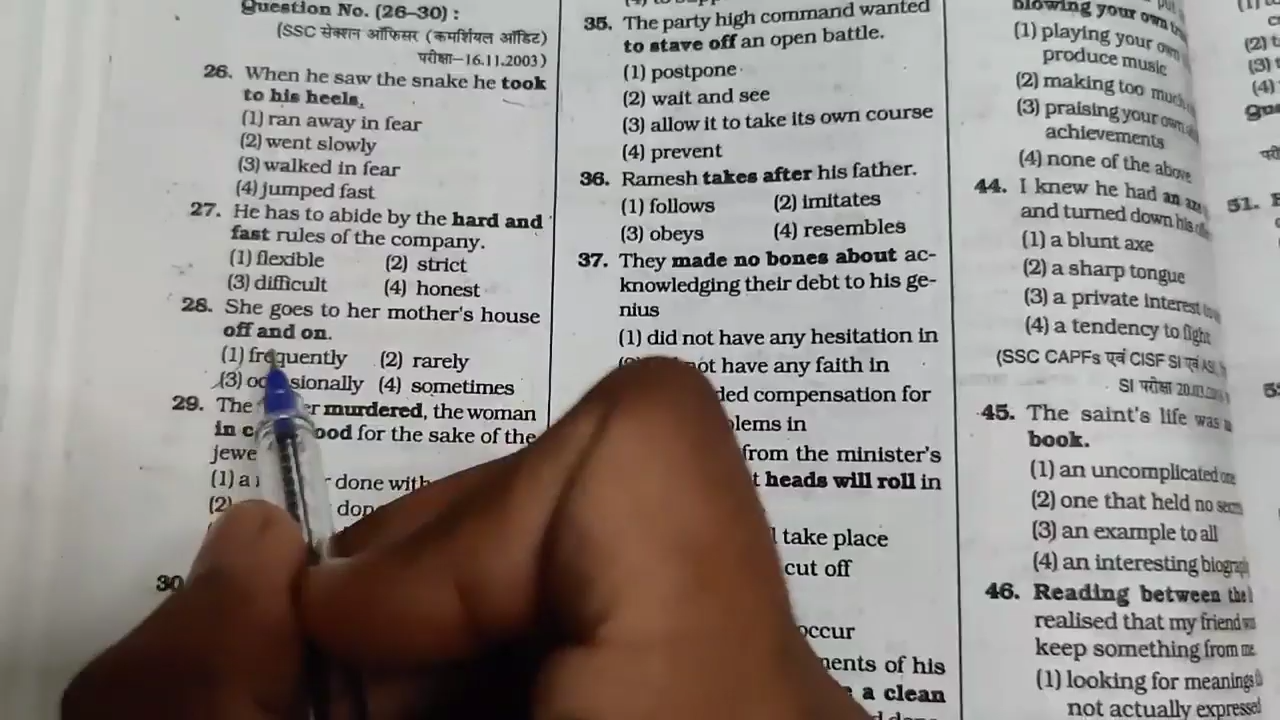 Question No. (26–30) :
(SSC सेक्शन ऑफिसर (कमर्शियल ऑडिट)
परीक्षा–16.11.2003)
26. When he saw the snake he took
to his heels.
(1) ran away in fear
(2) went slowly
(3) walked in fear
(4) jumped fast
27. He has to abide by the hard and
fast rules of the company.
(1) flexible (2) strict
(3) difficult (4) honest
28. She goes to her mother's house
off and on.
(1) frequently (2) rarely
(3) (4) sometimes
29. The murdered, the woman
in for the sake of the
(1) a done with
(2)
30
35. The party high command wanted
to stave off an open battle.
(1) postpone
(2) wait and see
(3) allow it to take its own course
(4) prevent
36. Ramesh takes after his father.
(1) follows (2) imitates
(3) obeys (4) resembles
37. They made no bones about ac-
knowledging their debt to his ge-
nius
(1) did not have any hesitation in
have any faith in
compensation for
in
from the minister's
heads will roll in
take place
cut off
occur
of his
a clean
blowing your own
(1) playing your own
produce music
(2) making too much
(3) praising your own
achievements
(4) none of the above
44. I knew he had an
and turned down his
(1) a blunt axe
(2) a sharp tongue
(3) a private interest
(4) a tendency to fight
(SSC CAPFs एवं CISF SI एवं
SI परीक्षा
45. The saint's life was
book.
(1) an uncomplicated one
(2) one that held no
(3) an example to all
(4) an interesting
46. Reading between the
realised that my friend
keep something from me.
(1) looking for meanings
not actually expressed
(2)
(3)
(4)
51.